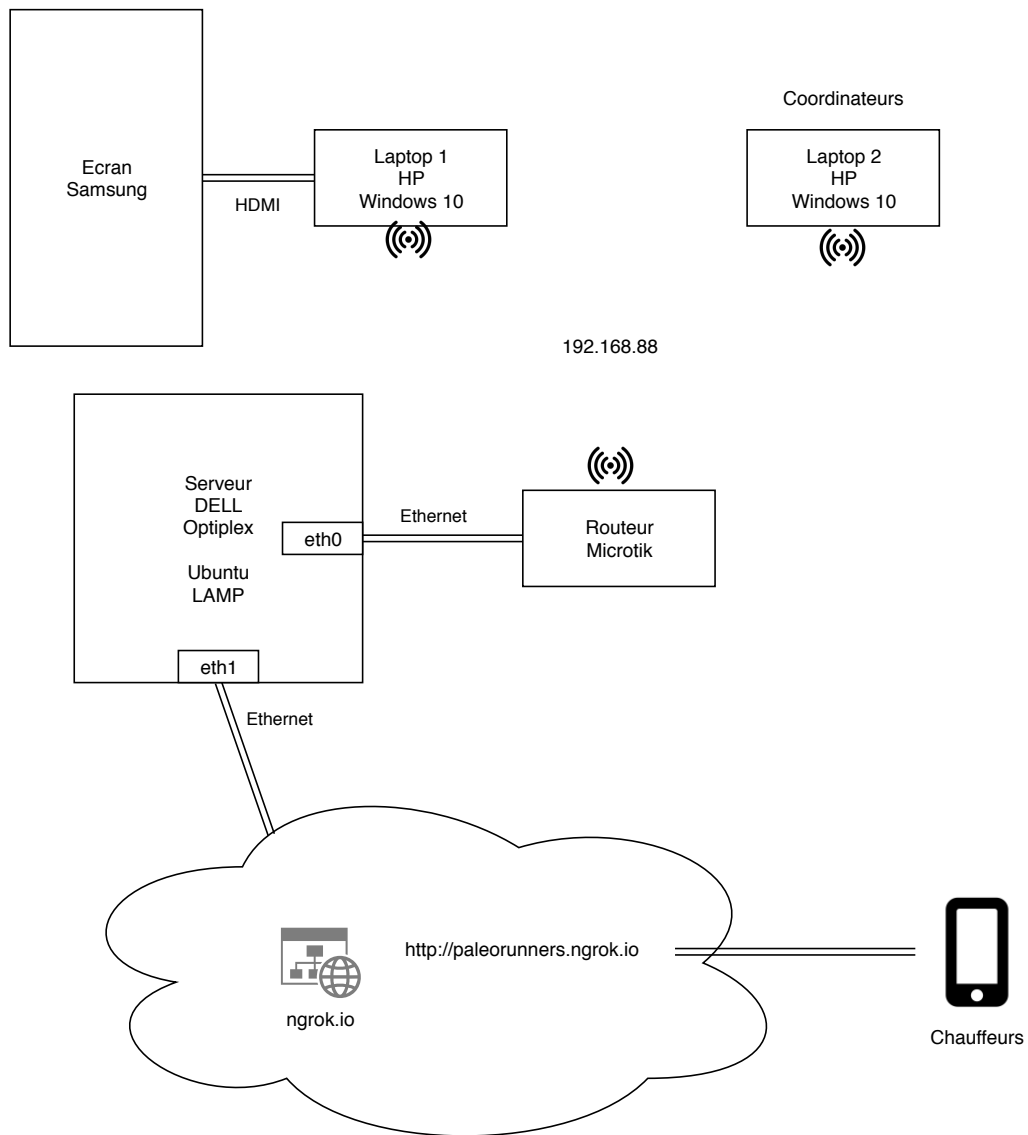 Coordinateurs
Ecran
Samsung
HDMI
Laptop 1
HP
Windows 10
Laptop 2
HP
Windows 10
192.168.88
Serveur
DELL
Optiplex
Ubuntu
LAMP
eth0
Ethernet
Routeur
Microtik
eth1
Ethernet
http://paleorunners.ngrok.io
ngrok.io
Chauffeurs